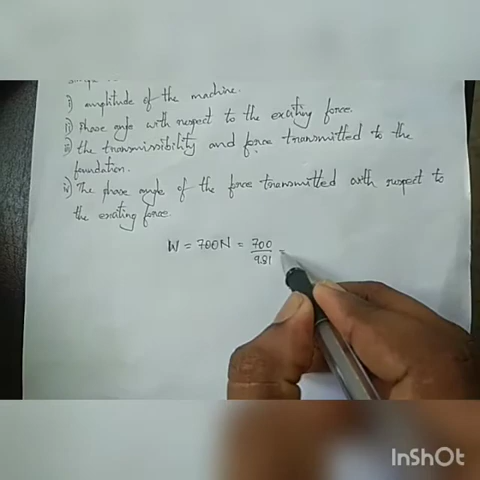 i) amplitude of the machine.
ii) phase angle with respect to the exciting force.
iii) the transmissibility and force transmitted to the
foundation.
iv) The phase angle of the force transmitted with respect to
the exciting force.
W = 700N = 700/9.81 =
InShOt